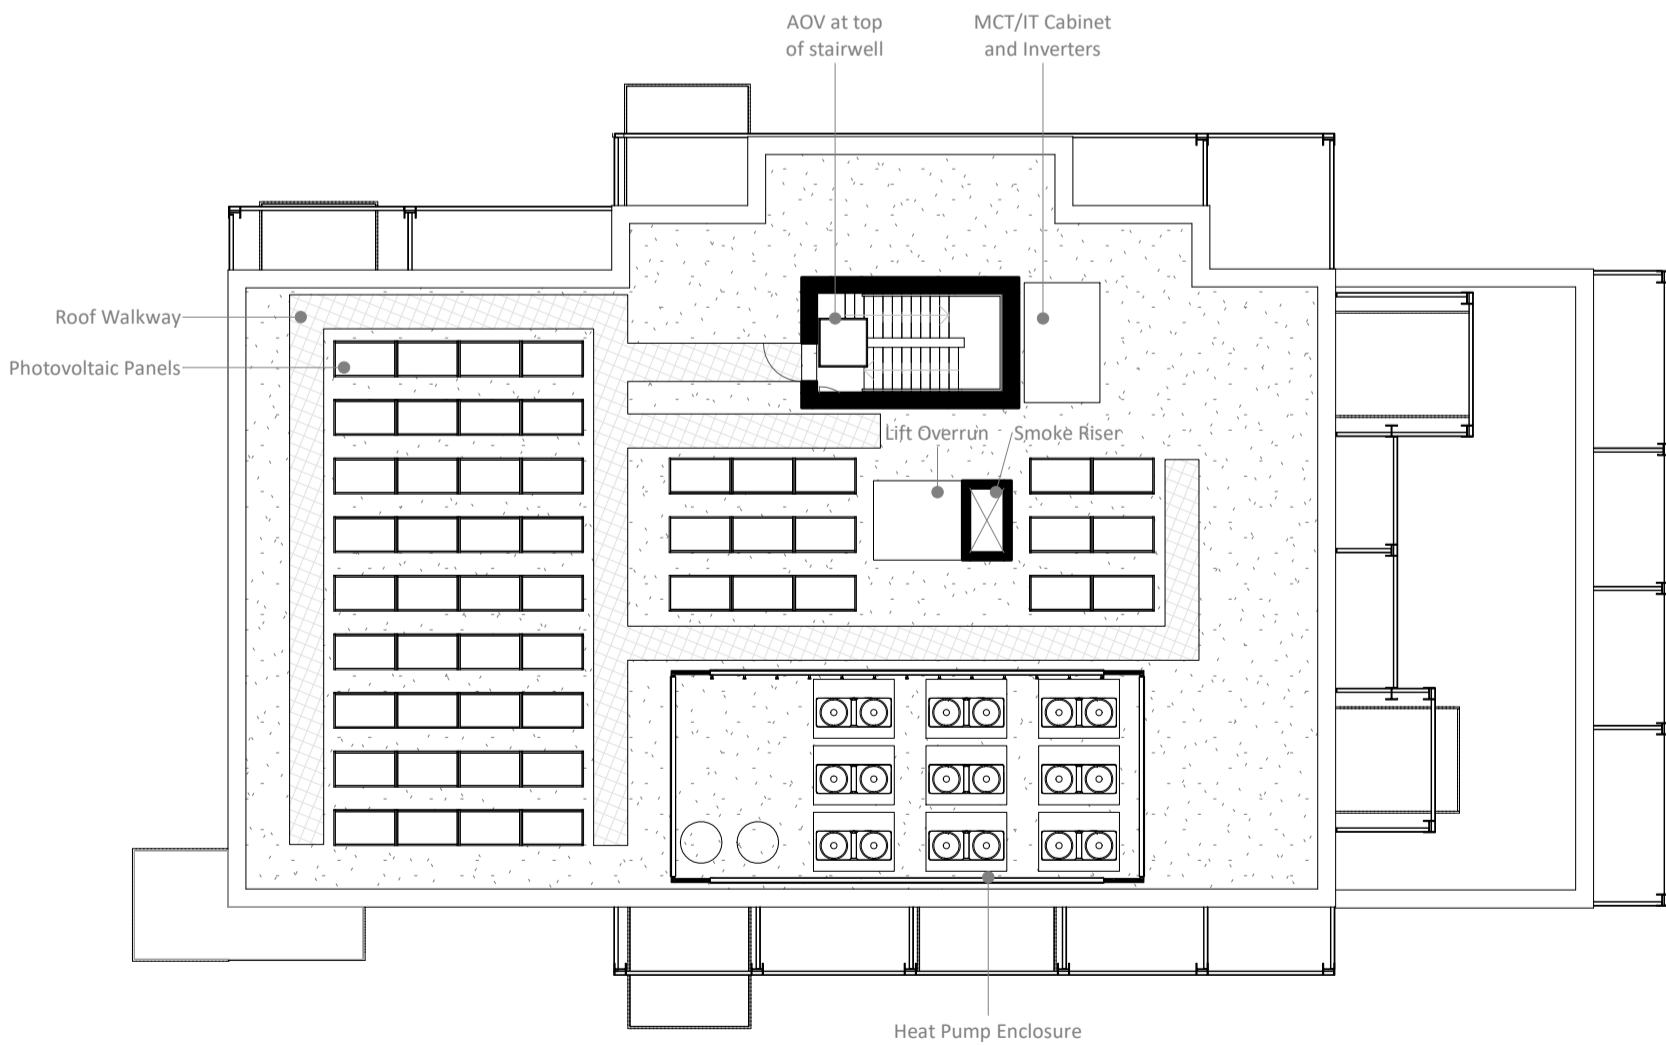 AOV at top
of stairwell
MCT/IT Cabinet
and Inverters
Roof Walkway
Photovoltaic Panels
Lift Overrun
Smoke Riser
Heat Pump Enclosure